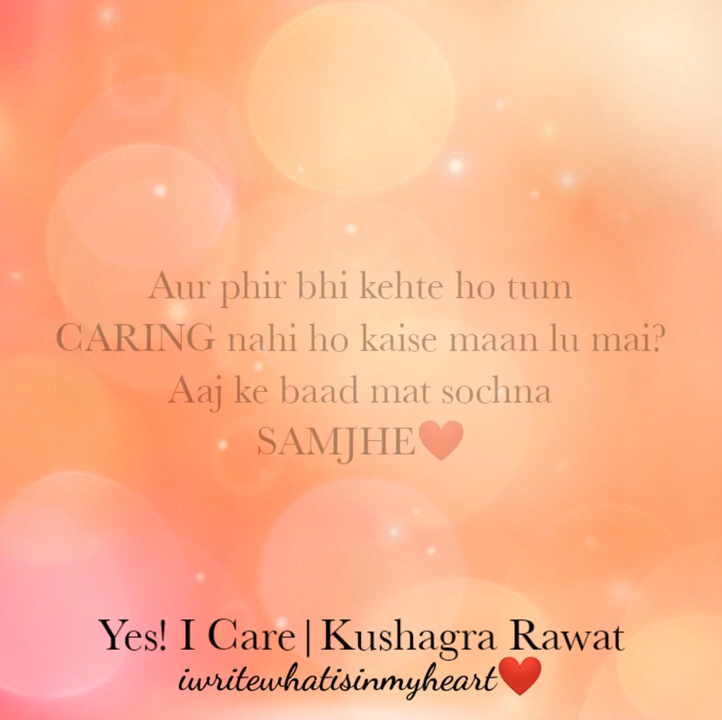 Aur phir bhi kehte ho tum
CARING nahi ho kaise maan lu mai?
Aaj ke baad mat sochna
SAMJHE❤️
Yes! I Care|Kushagra Rawat
iwritewhatisinmyheart❤️